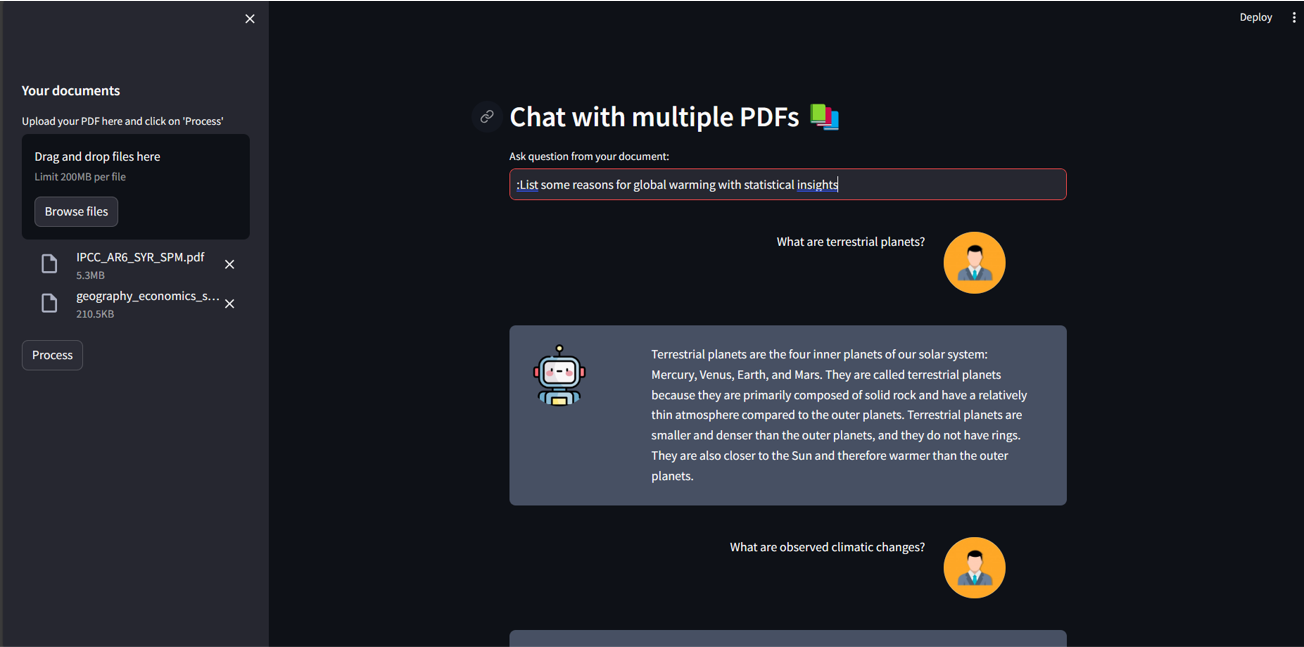 Deploy
Your documents
Upload your PDF here and click on 'Process'
Drag and drop files here
Limit 200MB per file
Browse files
IPCC_AR6_SYR_SPM.pdf
5.3MB
geography_economics_s...
210.5KB
Process
Chat with multiple PDFs
Ask question from your document:
:List some reasons for global warming with statistical insights
What are terrestrial planets?
Terrestrial planets are the four inner planets of our solar system:
Mercury, Venus, Earth, and Mars. They are called terrestrial planets
because they are primarily composed of solid rock and have a relatively
thin atmosphere compared to the outer planets. Terrestrial planets are
smaller and denser than the outer planets, and they do not have rings.
They are also closer to the Sun and therefore warmer than the outer
planets.
What are observed climatic changes?